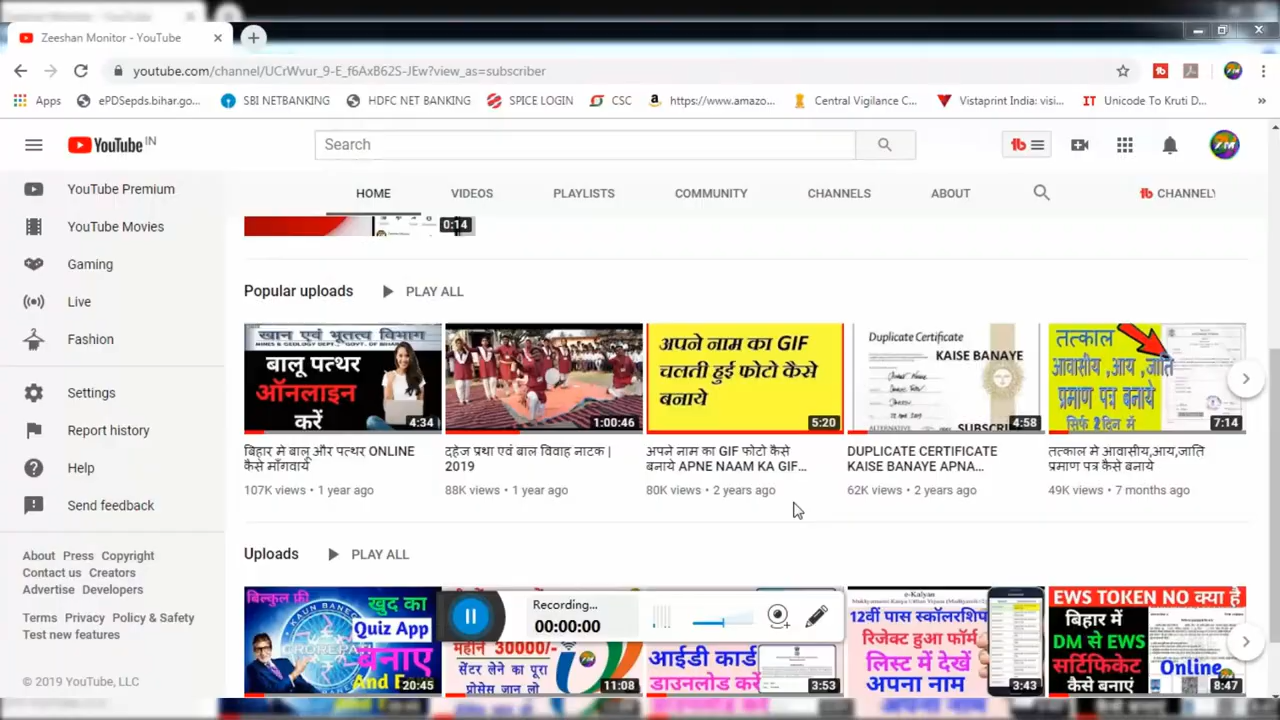 Zeeshan Monitor - YouTube
youtube.com/channel/UCrWvur_9-E_f6AxB62S-JEw?view_as=subscriber
Apps ePDSepds.bihar.go... SBI NETBANKING HDFC NET BANKING SPICE LOGIN CSC https://www.amazo... Central Vigilance C... Vistaprint India: visi... Unicode To Kruti D... »
YouTube IN Search
YouTube Premium
YouTube Movies
Gaming
Live
Fashion
Settings
Report history
Help
Send feedback
About Press Copyright
Contact us Creators
Advertise Developers
Terms Privacy Policy & Safety
Test new features
© 2019 YouTube, LLC
HOME VIDEOS PLAYLISTS COMMUNITY CHANNELS ABOUT CHANNELY
0:14
Popular uploads PLAY ALL
खान एवं भूतत्व विभाग
MINES & GEOLOGY DEPT., GOVT. OF BIHAR
बालू पत्थर
ऑनलाइन
करें
4:34
1:00:46
अपने नाम का GIF
चलती हुई फोटो कैसे
बनाये
5:20
Duplicate Certificate
KAISE BANAYE
SUBSCRI
4:58
तत्काल
आवासीय ,आय ,जाति
प्रमाण पत्र बनाये
सिर्फ 2 दिन में
7:14
बिहार मे बालू और पत्थर ONLINE
कैसे मँगवाये
107K views • 1 year ago
दहेज प्रथा एवं बाल विवाह नाटक |
2019
88K views • 1 year ago
अपने नाम का GIF फोटो कैसे
बनाये APNE NAAM KA GIF...
80K views • 2 years ago
DUPLICATE CERTIFICATE
KAISE BANAYE APNA...
62K views • 2 years ago
तत्काल मे आवासीय,आय,जाति
प्रमाण पत्र कैसे बनाये
49K views • 7 months ago
Uploads PLAY ALL
बिल्कुल फ्री
खुद का
Quiz App
बनाए
20:45
Recording...
00:00:00
सेंटर लेने का पूरा
प्रोसेस जान लो
11:08
आईडी कार्ड
डाउनलोड करें
3:53
e-Kalyan
12वीं पास स्कॉलरशिप
रिजेक्ट हुआ फॉर्म
लिस्ट में रखें
अपना नाम
3:43
EWS TOKEN NO क्या है
बिहार में
DM से EWS
सर्टिफिकेट
कैसे बनाएं
Online
8:47